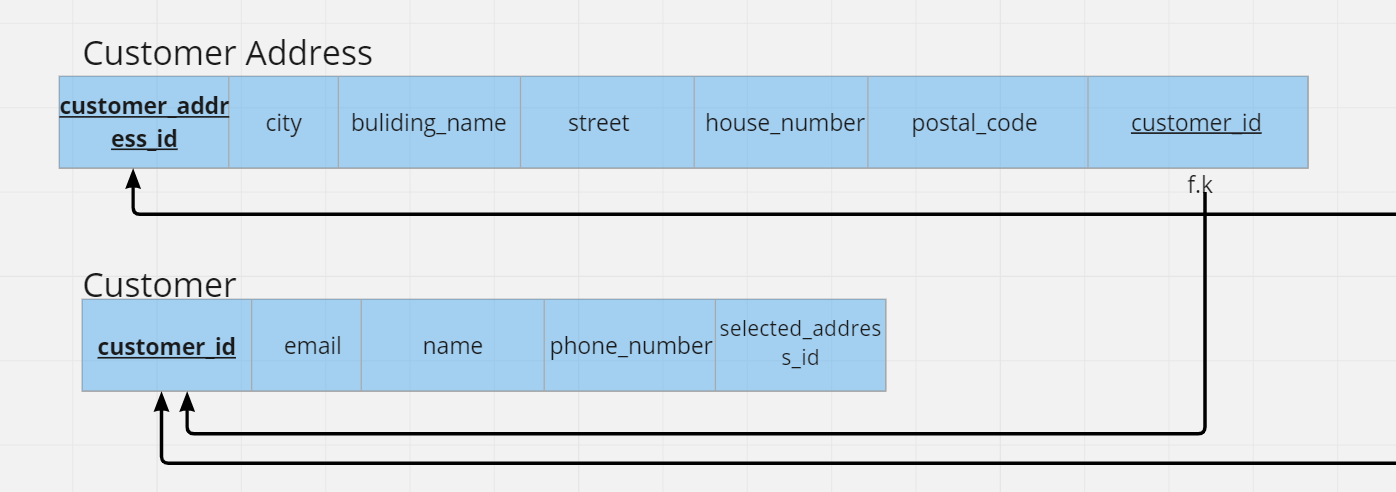 Customer Address
customer_addr
ess_id
city
buliding_name
street
house_number
postal_code
customer_id
f.k
Customer
customer_id
email
name
phone_number
selected_addres
s_id